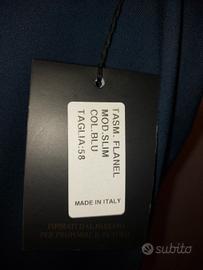 TASM. FLANEL
MOD.SLIM
COL.BLU
TAGLIA:58
MADE IN ITALY
subito